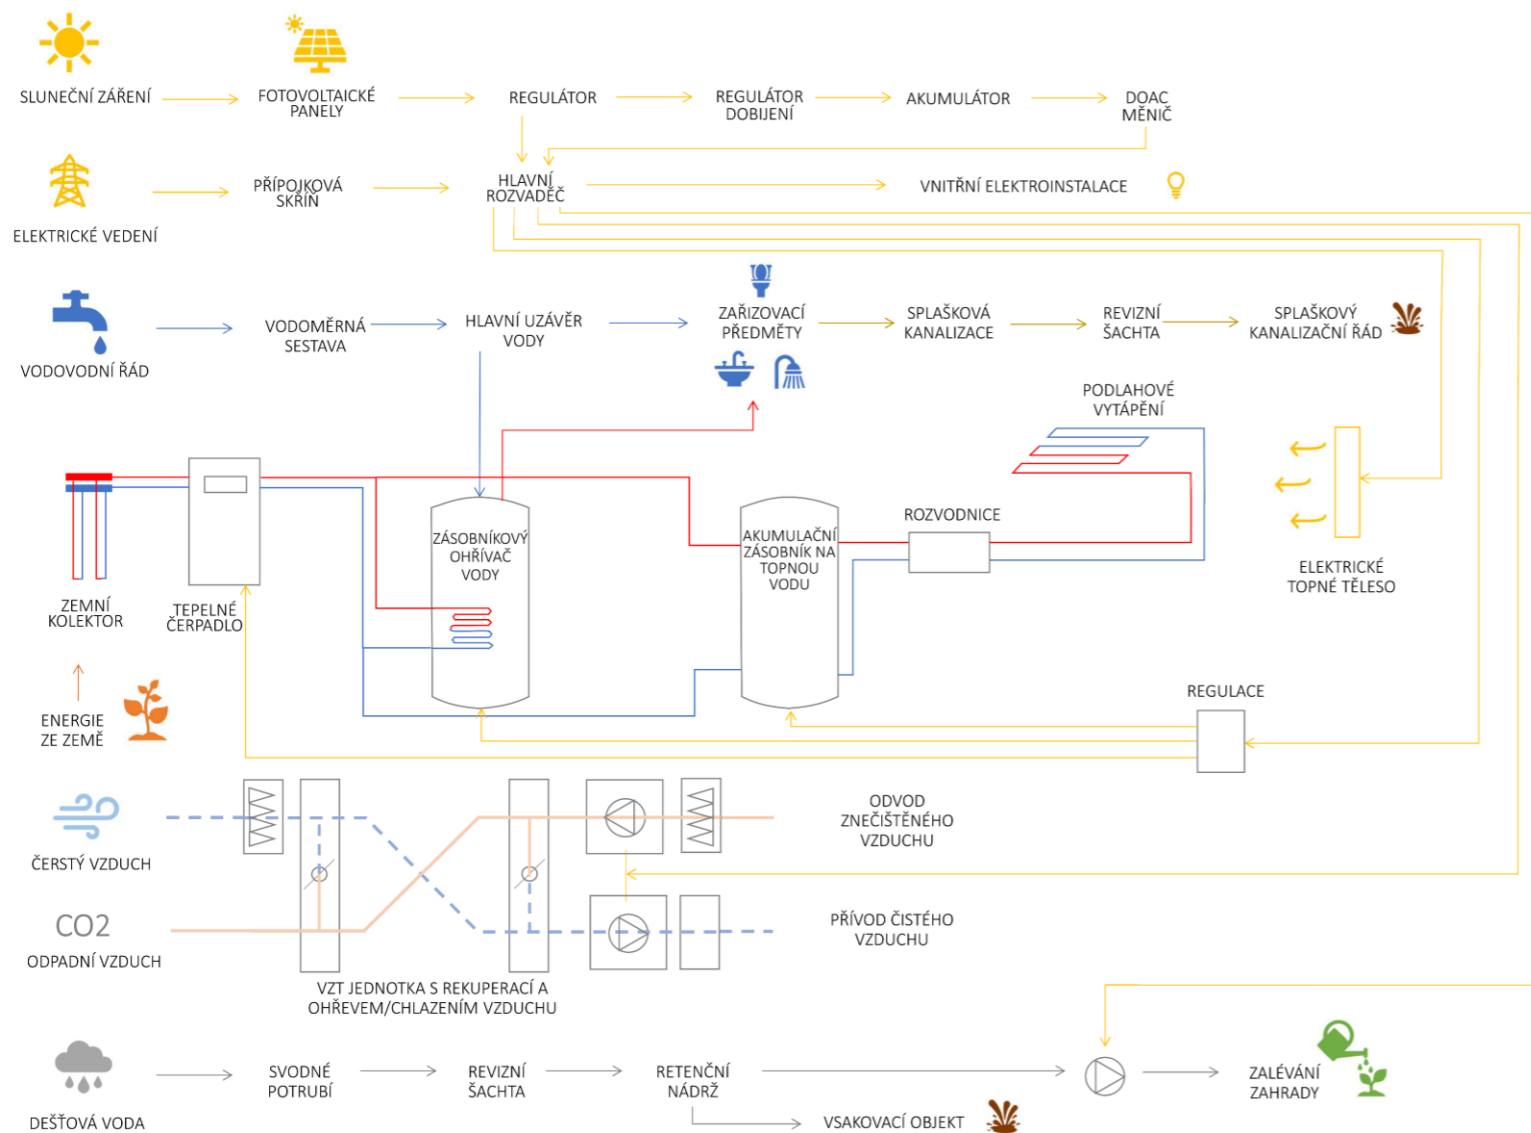 SLUNEČNÍ ZÁŘENÍ
FOTOVOLTAICKÉ
PANELY
REGULÁTOR
REGULÁTOR
DOBIJENÍ
AKUMULÁTOR
DOAC
MĚNIČ
ELEKTRICKÉ VEDENÍ
PŘÍPOJKOVÁ
SKŘÍŇ
HLAVNÍ
ROZVADĚČ
VNITŘNÍ ELEKTROINSTALACE
VODOVODNÍ ŘÁD
VODOMĚRNÁ
SESTAVA
HLAVNÍ UZÁVĚR
VODY
ZAŘIZOVACÍ
PŘEDMĚTY
SPLAŠKOVÁ
KANALIZACE
REVIZNÍ
ŠACHTA
SPLAŠKOVÝ
KANALIZAČNÍ ŘÁD
PODLAHOVÉ
VYTÁPĚNÍ
ZEMNÍ
KOLEKTOR
TEPELNÉ
ČERPADLO
ZÁSOBNÍKOVÝ
OHŘÍVAČ
VODY
AKUMULAČNÍ
ZÁSOBNÍK NA
TOPNOU
VODU
ROZVODNICE
ELEKTRICKÉ
TOPNÉ TĚLESO
ENERGIE
ZE ZEMĚ
REGULACE
ČERSTÝ VZDUCH
ODVOD
ZNEČIŠTĚNÉHO
VZDUCHU
CO2
ODPADNÍ VZDUCH
PŘÍVOD ČISTÉHO
VZDUCHU
VZT JEDNOTKA S REKUPERACÍ A
OHŘEVEM/CHLAZENÍM VZDUCHU
DEŠŤOVÁ VODA
SVODNÉ
POTRUBÍ
REVIZNÍ
ŠACHTA
RETENČNÍ
NÁDRŽ
VSAKOVACÍ OBJEKT
ZALÉVÁNÍ
ZAHRADY